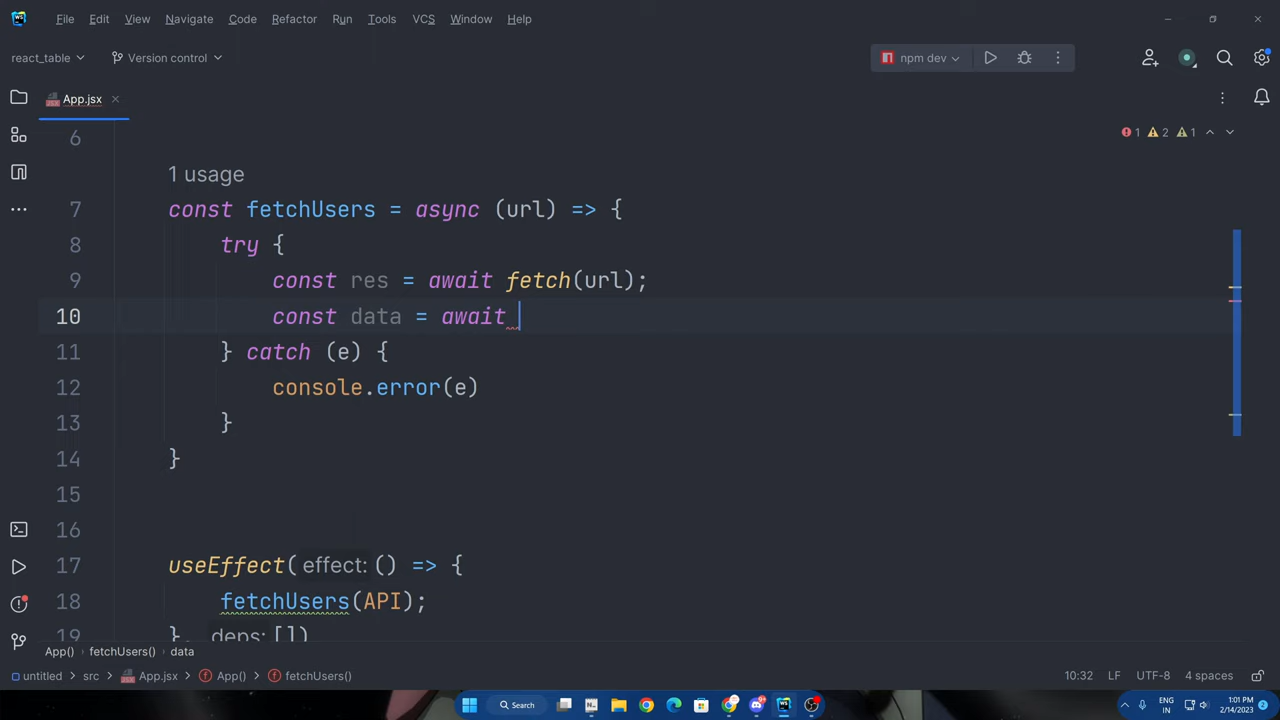 File Edit View Navigate Code Refactor Run Tools VCS Window Help
react_table Version control npm dev
App.jsx
1 2 1
6
1 usage
7 const fetchUsers = async (url) => {
8 try {
9 const res = await fetch(url);
10 const data = await
11 } catch (e) {
12 console.error(e)
13 }
14 }
15
16
17 useEffect( effect: () => {
18 fetchUsers(API);
19 }, deps: [])
App() fetchUsers() data
untitled src App.jsx App() fetchUsers() 10:32 LF UTF-8 4 spaces
Search ENG IN 1:01 PM 2/14/2023